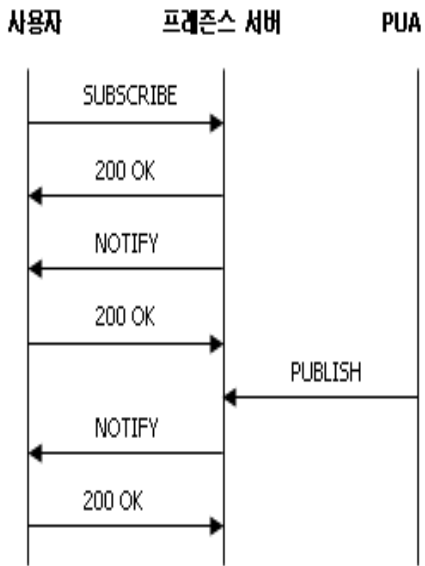 사용자 프레즌스 서버 PUA
SUBSCRIBE
200 OK
NOTIFY
200 OK
PUBLISH
NOTIFY
200 OK